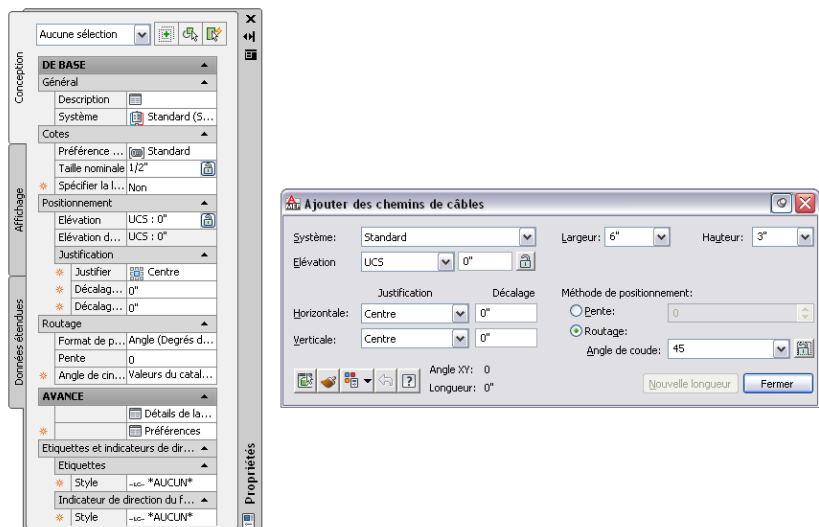 Aucune sélection
Conception
Affichage
Données étendues
DE BASE
Général
Description
Système Standard (S...
Cotes
Préférence ... Standard
Taille nominale 1/2"
Spécifier la l... Non
Positionnement
Elévation UCS : 0"
Elévation d... UCS : 0"
Justification
Justifier Centre
Décalag... 0"
Décalag... 0"
Routage
Format de p... Angle (Degrés d...
Pente 0
Angle de cin... Valeurs du catal...
AVANCE
Détails de la...
Préférences
Etiquettes et indicateurs de dir...
Etiquettes
Style *AUCUN*
Indicateur de direction du f...
Style *AUCUN*
Propriétés
Ajouter des chemins de câbles
Système: Standard Largeur: 6" Hauteur: 3"
Elévation UCS 0"
Justification Décalage Méthode de positionnement:
Horizontale: Centre 0" Pente: 0
Verticale: Centre 0" Routage:
Angle de coude: 45
Angle XY: 0
Longueur: 0"
Nouvelle longueur Fermer